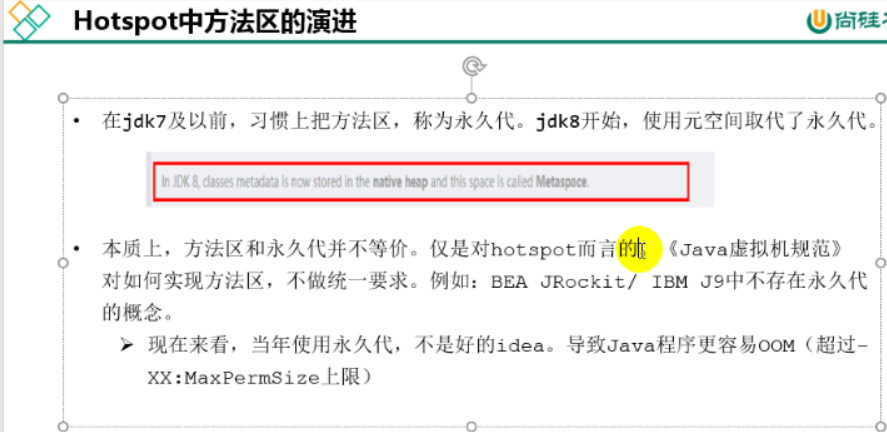 Hotspot中方法区的演进
尚硅
• 在jdk7及以前，习惯上把方法区，称为永久代。jdk8开始，使用元空间取代了永久代。
In JDK 8, classes metadata is now stored in the native heap and this space is called Metaspace.
• 本质上，方法区和永久代并不等价。仅是对hotspot而言的。《Java虚拟机规范》
对如何实现方法区，不做统一要求。例如：BEA JRockit/ IBM J9中不存在永久代
的概念。
➢ 现在来看，当年使用永久代，不是好的idea。导致Java程序更容易OOM（超过-
XX:MaxPermSize上限）